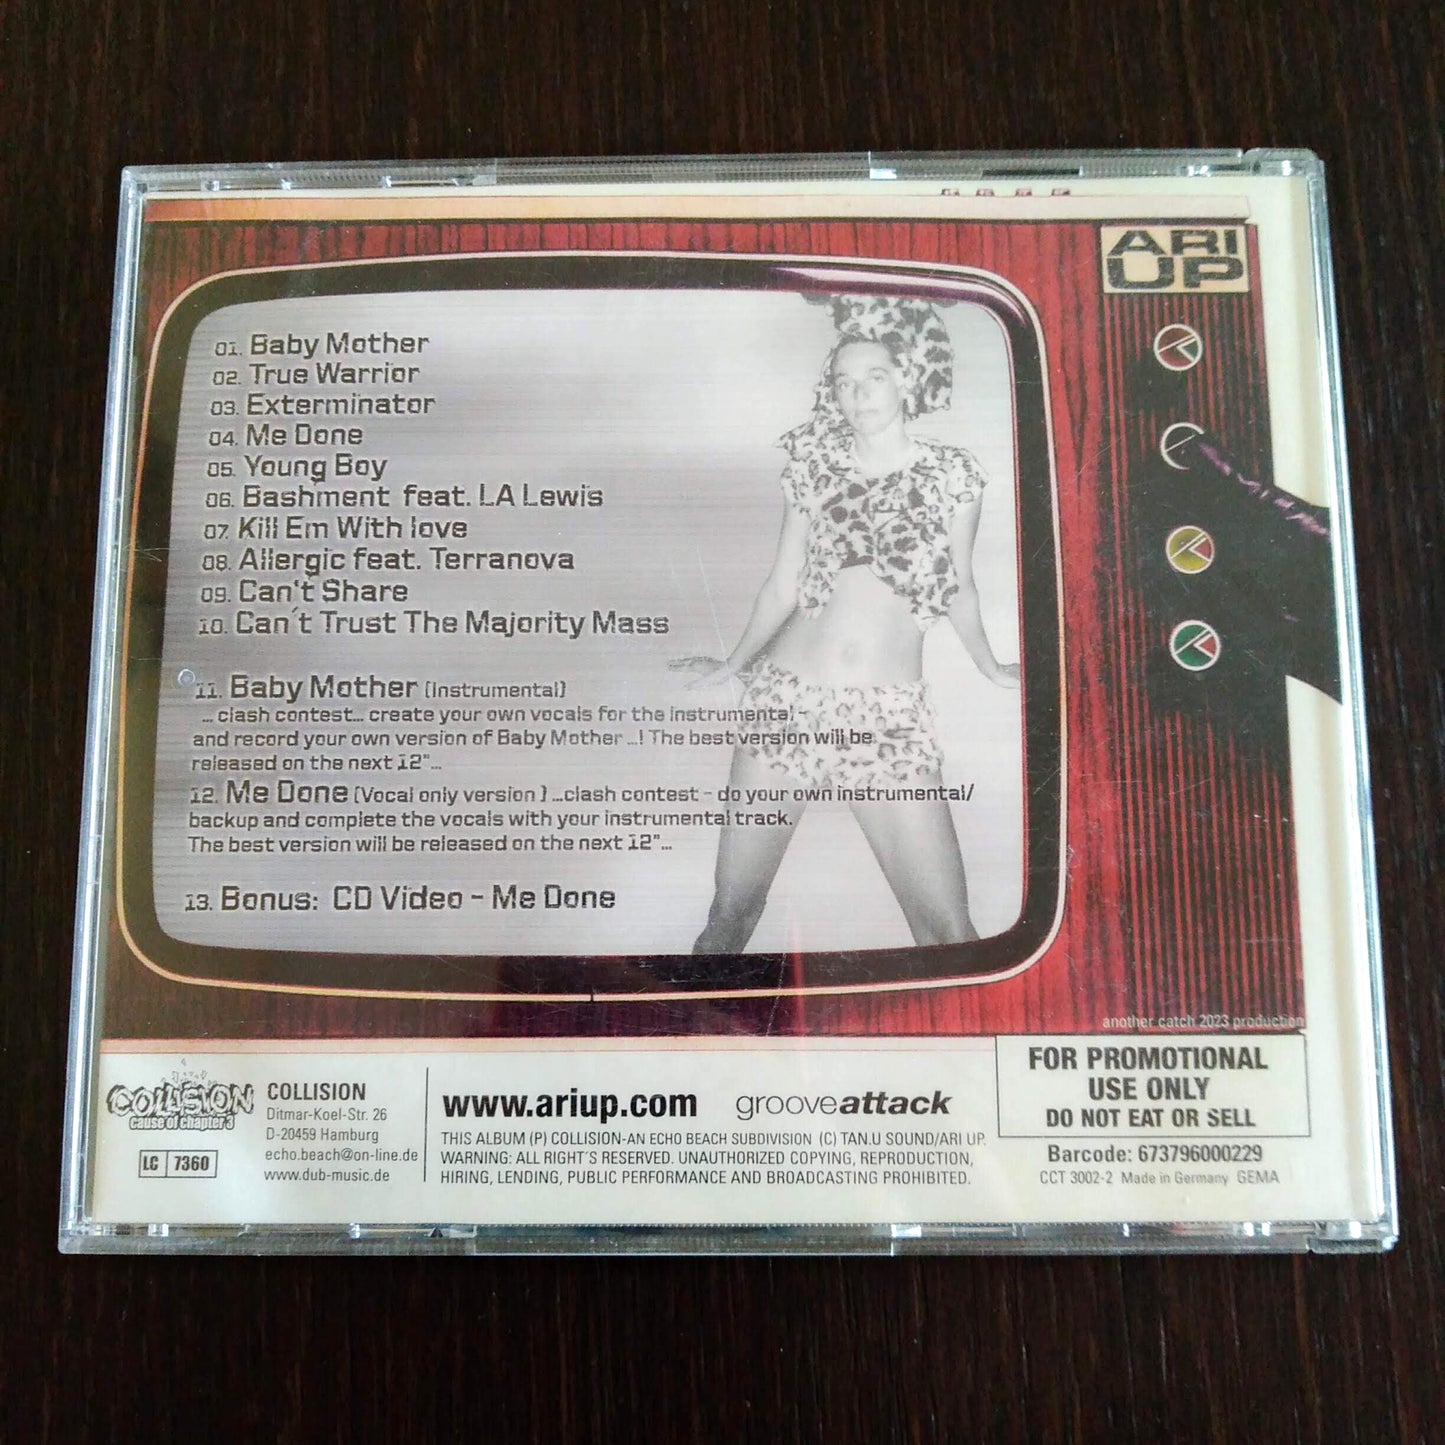 ARI
UP
01. Baby Mother
02. True Warrior
03. Exterminator
04. Me Done
05. Young Boy
06. Bashment feat. LA Lewis
07. Kill Em With love
08. Allergic feat. Terranova
09. Can't Share
10. Can´t Trust The Majority Mass
11. Baby Mother (Instrumental)
... clash contest... create your own vocals for the instrumental -
and record your own version of Baby Mother ...! The best version will be
released on the next 12"...
12. Me Done (Vocal only version ) ...clash contest - do your own instrumental/
backup and complete the vocals with your instrumental track.
The best version will be released on the next 12"...
13. Bonus: CD Video - Me Done
another catch 2023 production
COLLISION
cause of chapter 3
LC 7360
COLLISION
Ditmar-Koel-Str. 26
D-20459 Hamburg
echo.beach@on-line.de
www.dub-music.de
www.ariup.com grooveattack
THIS ALBUM (P) COLLISION-AN ECHO BEACH SUBDIVISION (C) TAN.U SOUND/ARI UP.
WARNING: ALL RIGHT´S RESERVED. UNAUTHORIZED COPYING, REPRODUCTION,
HIRING, LENDING, PUBLIC PERFORMANCE AND BROADCASTING PROHIBITED.
FOR PROMOTIONAL
USE ONLY
DO NOT EAT OR SELL
Barcode: 673796000229
CCT 3002-2 Made in Germany GEMA